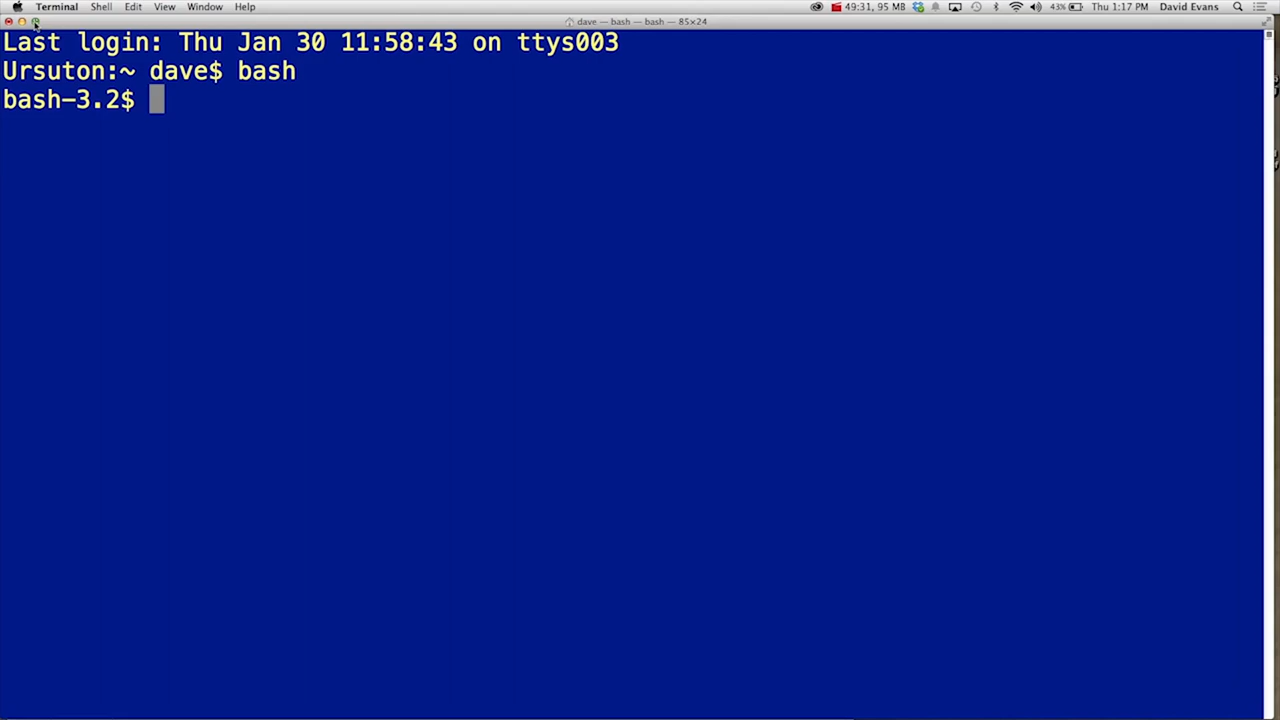 Terminal Shell Edit View Window Help 49:31, 95 MB 43% Thu 1:17 PM David Evans
dave — bash — bash — 85×24
Last login: Thu Jan 30 11:58:43 on ttys003
Ursuton:~ dave$ bash
bash-3.2$